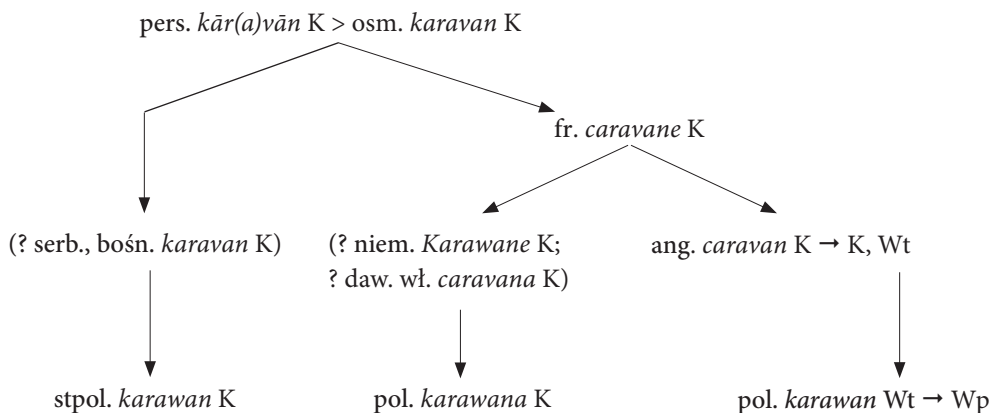 pers. kār(a)vān K > osm. karavan K
fr. caravane K
(? serb., bośn. karavan K)
(? niem. Karawane K;
? daw. wł. caravana K)
ang. caravan K → K, Wt
stpol. karawan K
pol. karawana K
pol. karawan Wt → Wp